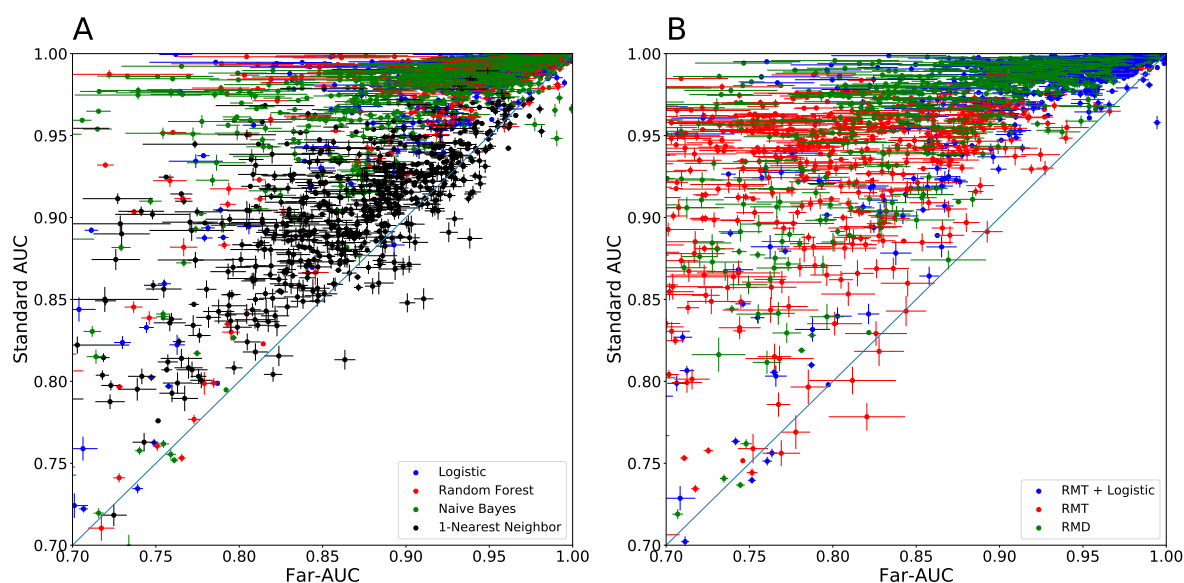 A
1.00
0.95
0.90
0.85
0.80
0.75
0.70
Standard AUC
0.70
0.75
0.80
0.85
0.90
0.95
1.00
Far-AUC
Logistic
Random Forest
Naive Bayes
1-Nearest Neighbor
B
1.00
0.95
0.90
0.85
0.80
0.75
0.70
Standard AUC
0.70
0.75
0.80
0.85
0.90
0.95
1.00
Far-AUC
RMT + Logistic
RMT
RMD